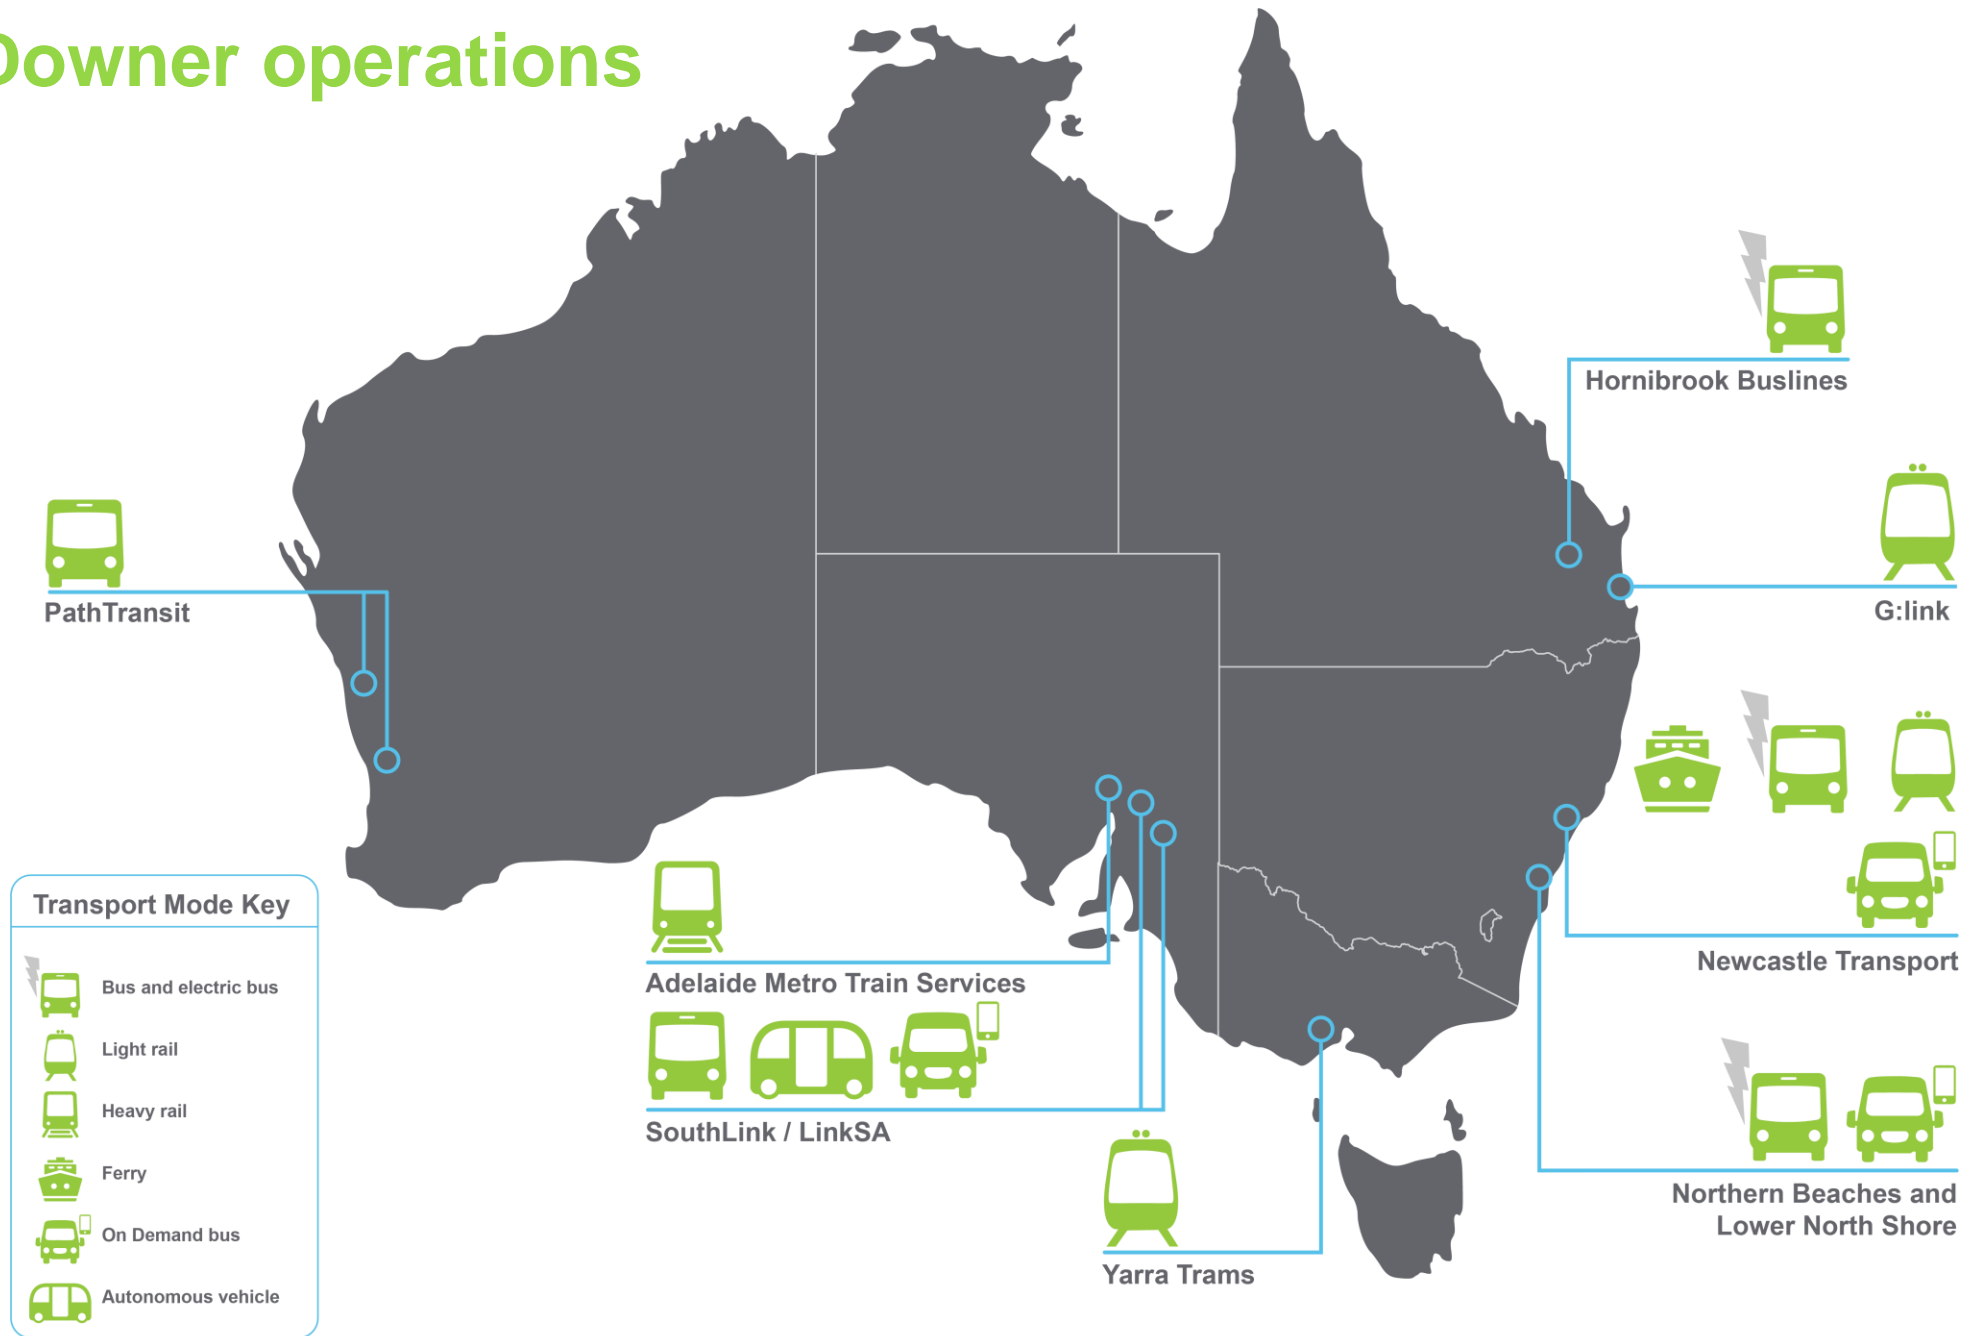 Downer operations
Hornibrook Buslines
G:link
PathTransit
Newcastle Transport
Adelaide Metro Train Services
SouthLink / LinkSA
Northern Beaches and
Lower North Shore
Yarra Trams
Transport Mode Key
Bus and electric bus
Light rail
Heavy rail
Ferry
On Demand bus
Autonomous vehicle